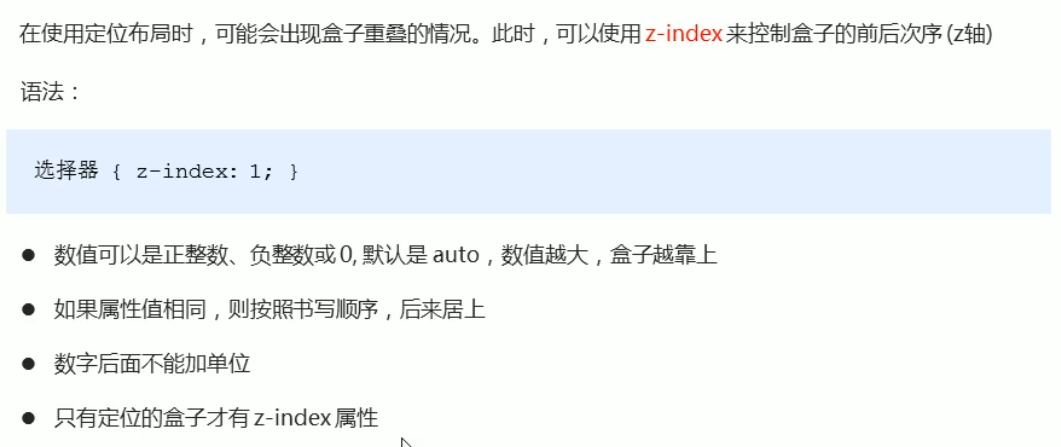 在使用定位布局时，可能会出现盒子重叠的情况。此时，可以使用 z-index 来控制盒子的前后次序 (z轴)
语法：
选择器 { z-index: 1; }
● 数值可以是正整数、负整数或 0, 默认是 auto，数值越大，盒子越靠上
● 如果属性值相同，则按照书写顺序，后来居上
● 数字后面不能加单位
● 只有定位的盒子才有 z-index 属性